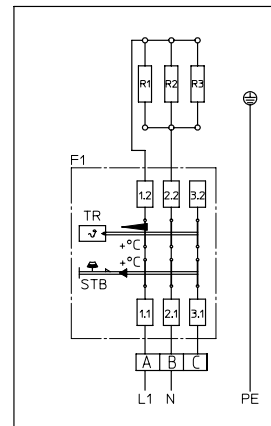 R1 R2 R3
F1
1.2 2.2 3.2
TR
ϑ
+°C
+°C
STB
1.1 2.1 3.1
A B C
L1 N PE